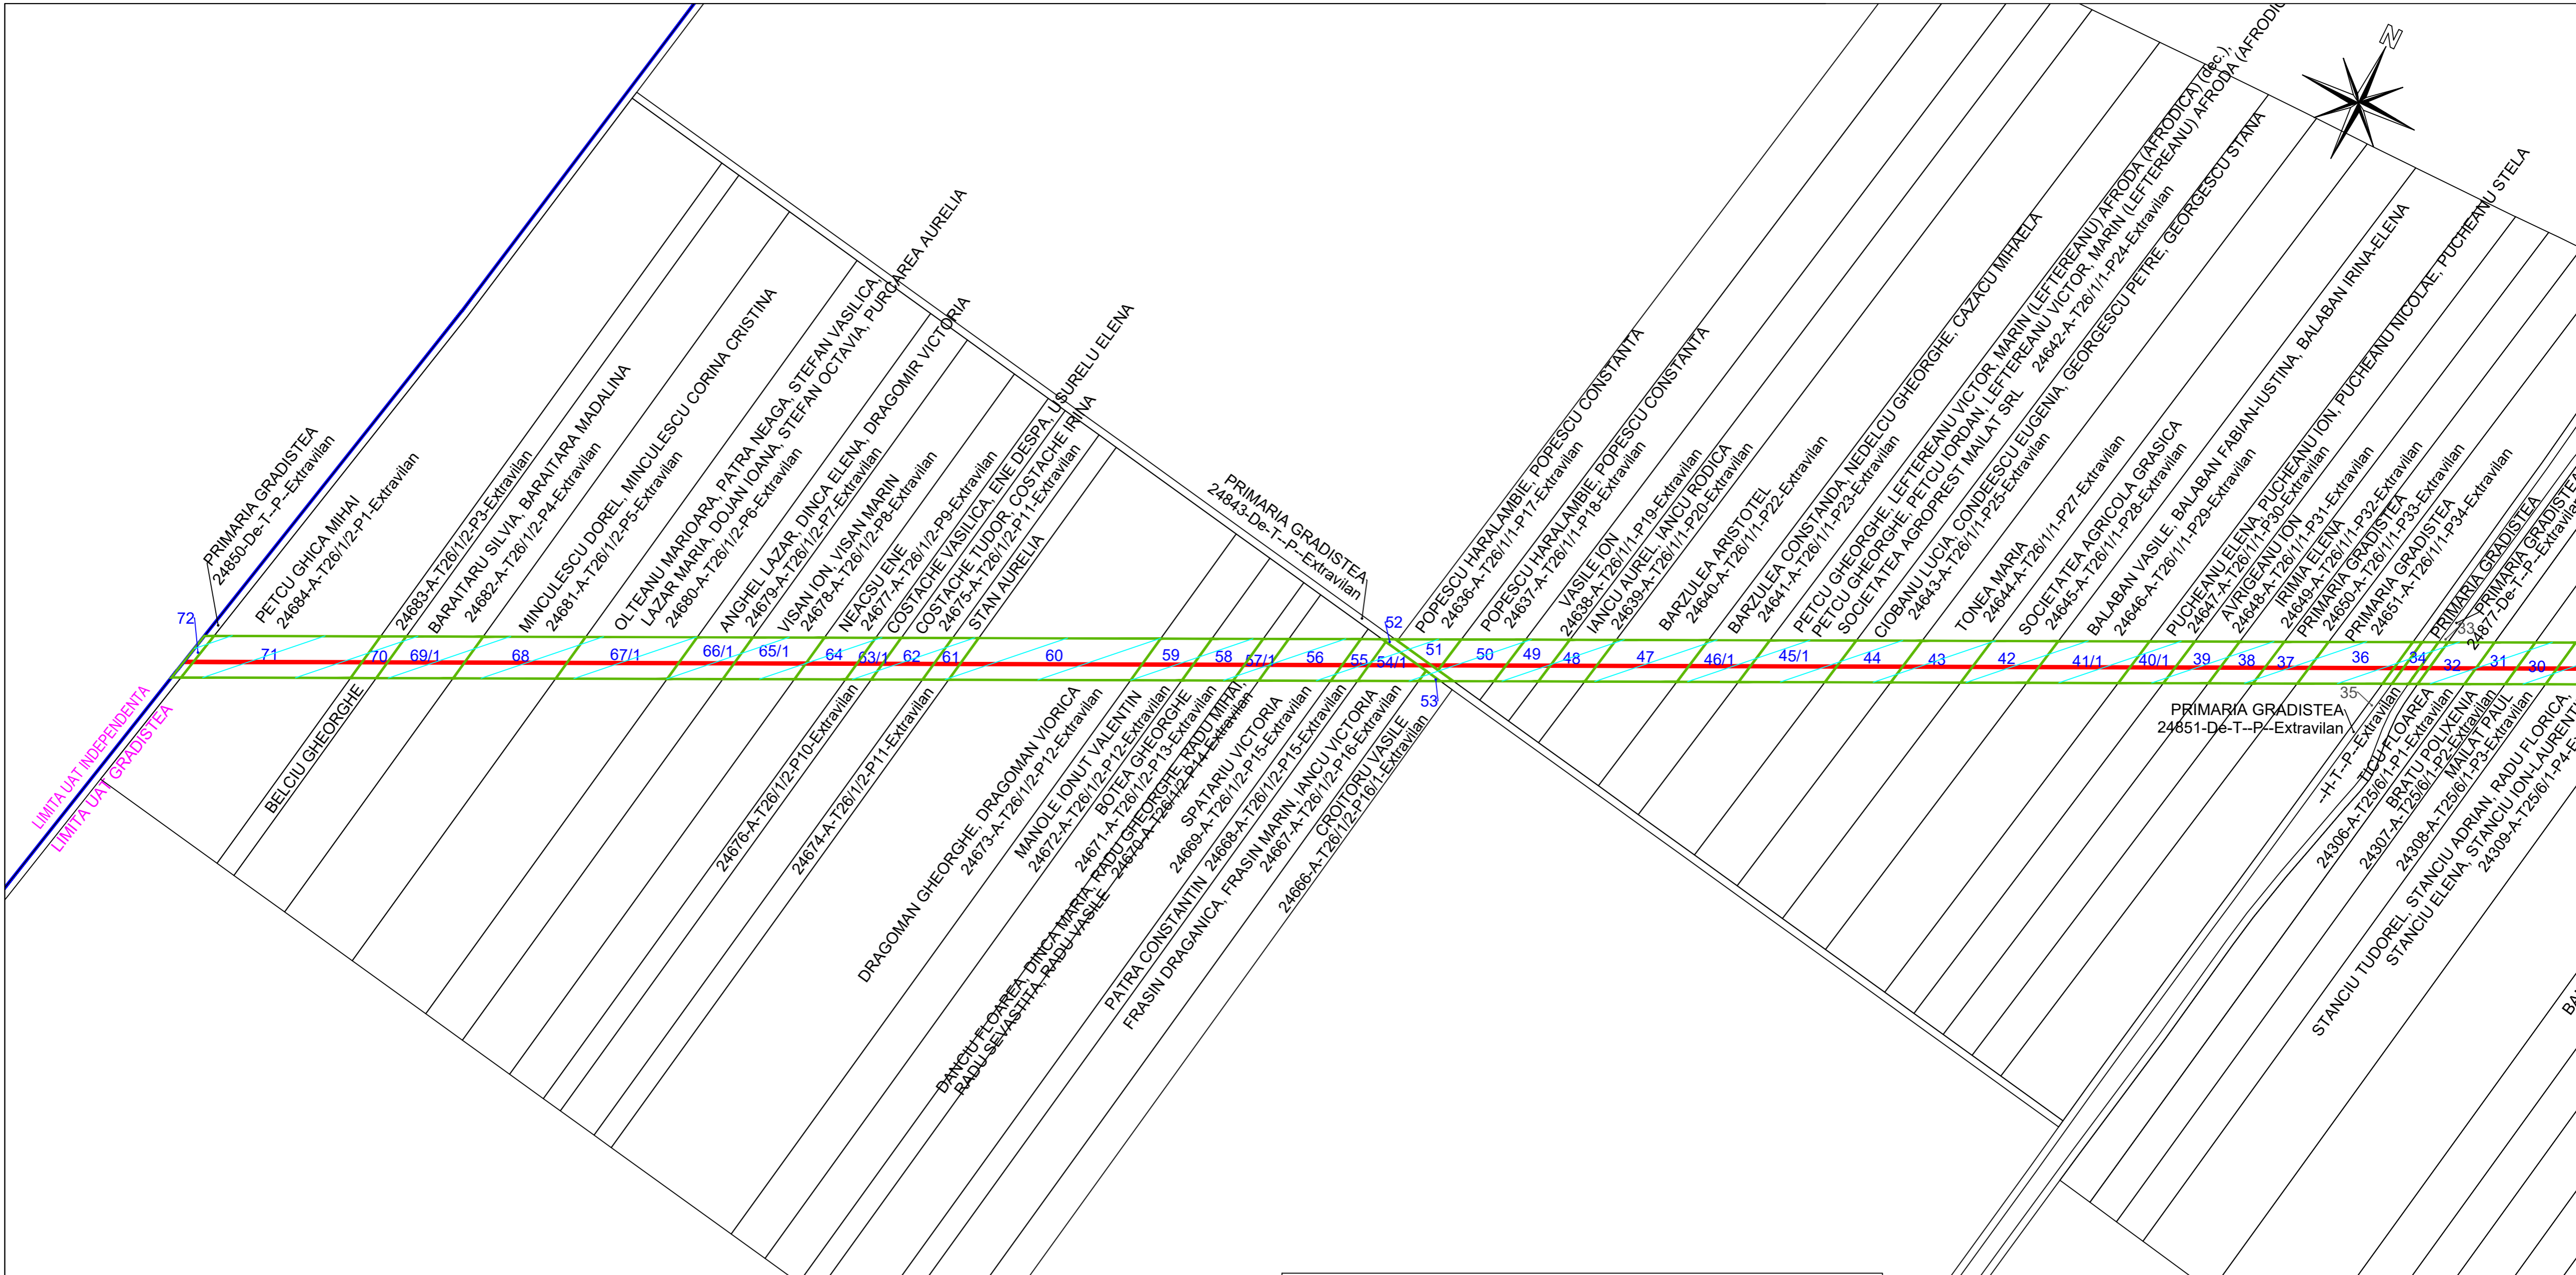 N
PRIMARIA GRADISTEA
24850-De-T--P--Extravilan
PETCU GHICA MIHAI
24684-A-T26/1/2-P1-Extravilan
24683-A-T26/1/2-P3-Extravilan
BARAITARU SILVIA, BARAITARA MADALINA
24682-A-T26/1/2-P4-Extravilan
MINCULESCU DOREL, MINCULESCU CORINA CRISTINA
24681-A-T26/1/2-P5-Extravilan
OLTEANU MARIOARA, PATRA NEAGA, STEFAN VASILICA,
LAZAR MARIA, DOJAN IOANA, STEFAN OCTAVIA, PURCAREA AURELIA
24680-A-T26/1/2-P6-Extravilan
ANGHEL LAZAR, DINCA ELENA, DRAGOMIR VICTORIA
24679-A-T26/1/2-P7-Extravilan
VISAN ION, VISAN MARIN
24678-A-T26/1/2-P8-Extravilan
NEACSU ENE
24677-A-T26/1/2-P9-Extravilan
COSTACHE VASILICA, ENE DESPA, USURELU ELENA
COSTACHE TUDOR, COSTACHE IRINA
24675-A-T26/1/2-P11-Extravilan
STAN AURELIA
PRIMARIA GRADISTEA
24843-De-T--P--Extravilan
POPESCU HARALAMBIE, POPESCU CONSTANTA
24636-A-T26/1/1-P17-Extravilan
POPESCU HARALAMBIE, POPESCU CONSTANTA
24637-A-T26/1/1-P18-Extravilan
VASILE ION
24638-A-T26/1/1-P19-Extravilan
IANCU AUREL, IANCU RODICA
24639-A-T26/1/1-P20-Extravilan
BARZULEA ARISTOTEL
24640-A-T26/1/1-P22-Extravilan
BARZULEA CONSTANDA, NEDELCU GHEORGHE, CAZACU MIHAELA
24641-A-T26/1/1-P23-Extravilan
PETCU GHEORGHE, LEFTEREANU VICTOR, MARIN (LEFTEREANU) AFRODA (AFRODICA) (dec.),
PETCU GHEORGHE, PETCU IORDAN, LEFTEREANU VICTOR, MARIN (LEFTEREANU) AFRODA (AFRODIC
SOCIETATEA AGROPREST MAILAT SRL 24642-A-T26/1/1-P24-Extravilan
CIOBANU LUCIA, CONDEESCU EUGENIA, GEORGESCU PETRE, GEORGESCU STANA
24643-A-T26/1/1-P25-Extravilan
TONEA MARIA
24644-A-T26/1/1-P27-Extravilan
SOCIETATEA AGRICOLA GRASICA
24645-A-T26/1/1-P28-Extravilan
BALABAN VASILE, BALABAN FABIAN-IUSTINA, BALABAN IRINA-ELENA
24646-A-T26/1/1-P29-Extravilan
PUCHEANU ELENA, PUCHEANU ION, PUCHEANU NICOLAE, PUCHEANU STELA
24647-A-T26/1/1-P30-Extravilan
AVRIGEANU ION
24648-A-T26/1/1-P31-Extravilan
IRIMIA ELENA
24649-A-T26/1/1-P32-Extravilan
PRIMARIA GRADISTEA
24650-A-T26/1/1-P33-Extravilan
PRIMARIA GRADISTEA
24651-A-T26/1/1-P34-Extravilan
PRIMARIA GRADISTEA
PRIMARIA GRADISTEA
24877-De-T--P--Extravilan
72 71 70 69/1 68 67/1 66/1 65/1 64 63/1 62 61 60 59 58 57/1 56 55 54/1 52 51 53 50 49 48 47 46/1 45/1 44 43 42 41/1 40/1 39 38 37 36 35 34 33 32 31 30
LIMITA UAT INDEPENDENTA
LIMITA UAT GRADISTEA
BELCIU GHEORGHE
24676-A-T26/1/2-P10-Extravilan
24674-A-T26/1/2-P11-Extravilan
DRAGOMAN GHEORGHE, DRAGOMAN VIORICA
24673-A-T26/1/2-P12-Extravilan
MANOLE IONUT VALENTIN
24672-A-T26/1/2-P12-Extravilan
BOTEA GHEORGHE
24671-A-T26/1/2-P13-Extravilan
DANCIU FLOAREA, DINCA MARIA, RADU GHEORGHE, RADU MIHAI,
RADU SEVASTITA, RADU VASILE 24670-A-T26/1/2-P14-Extravilan
SPATARIU VICTORIA
24669-A-T26/1/2-P15-Extravilan
PATRA CONSTANTIN 24668-A-T26/1/2-P15-Extravilan
FRASIN DRAGANICA, FRASIN MARIN, IANCU VICTORIA
24667-A-T26/1/2-P16-Extravilan
CROITORU VASILE
24666-A-T26/1/2-P16/1-Extravilan
PRIMARIA GRADISTEA
24851-De-T--P--Extravilan
--H-T--P--Extravilan
TICU FLOAREA
24306-A-T25/6/1-P1-Extravilan
BRATU POLIXENIA
24307-A-T25/6/1-P2-Extravilan
MAILAT PAUL
24308-A-T25/6/1-P3-Extravilan
STANCIU TUDOREL, STANCIU ADRIAN, RADU FLORICA,
STANCIU ELENA, STANCIU ION-LAURENTI
24309-A-T25/6/1-P4-E